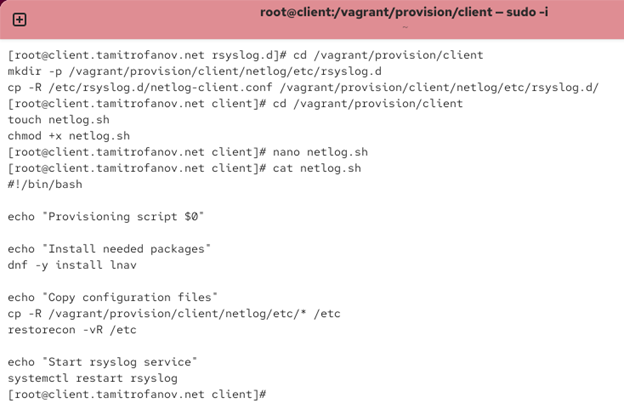 root@client:/vagrant/provision/client — sudo -i
[root@client.tamitrofanov.net rsyslog.d]# cd /vagrant/provision/client
mkdir -p /vagrant/provision/client/netlog/etc/rsyslog.d
cp -R /etc/rsyslog.d/netlog-client.conf /vagrant/provision/client/netlog/etc/rsyslog.d/
[root@client.tamitrofanov.net client]# cd /vagrant/provision/client
touch netlog.sh
chmod +x netlog.sh
[root@client.tamitrofanov.net client]# nano netlog.sh
[root@client.tamitrofanov.net client]# cat netlog.sh
#!/bin/bash
echo "Provisioning script $0"
echo "Install needed packages"
dnf -y install lnav
echo "Copy configuration files"
cp -R /vagrant/provision/client/netlog/etc/* /etc
restorecon -vR /etc
echo "Start rsyslog service"
systemctl restart rsyslog
[root@client.tamitrofanov.net client]#